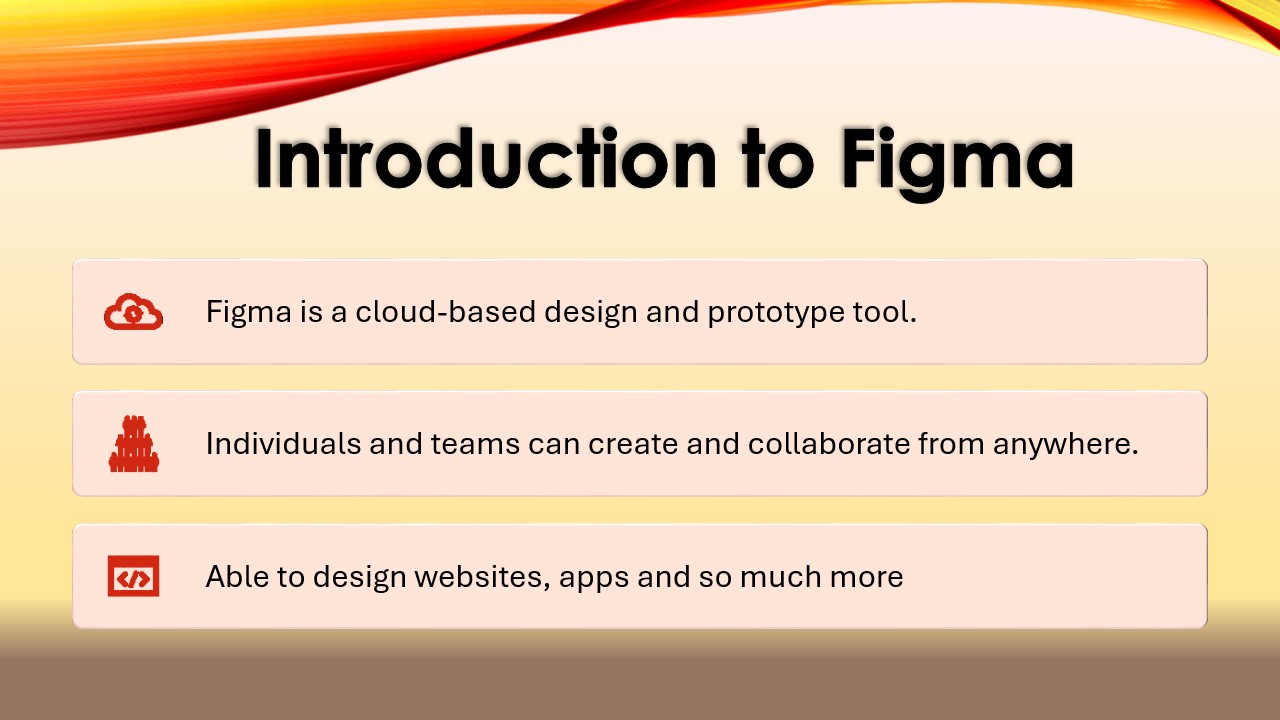 Introduction to Figma
Figma is a cloud-based design and prototype tool.
Individuals and teams can create and collaborate from anywhere.
Able to design websites, apps and so much more